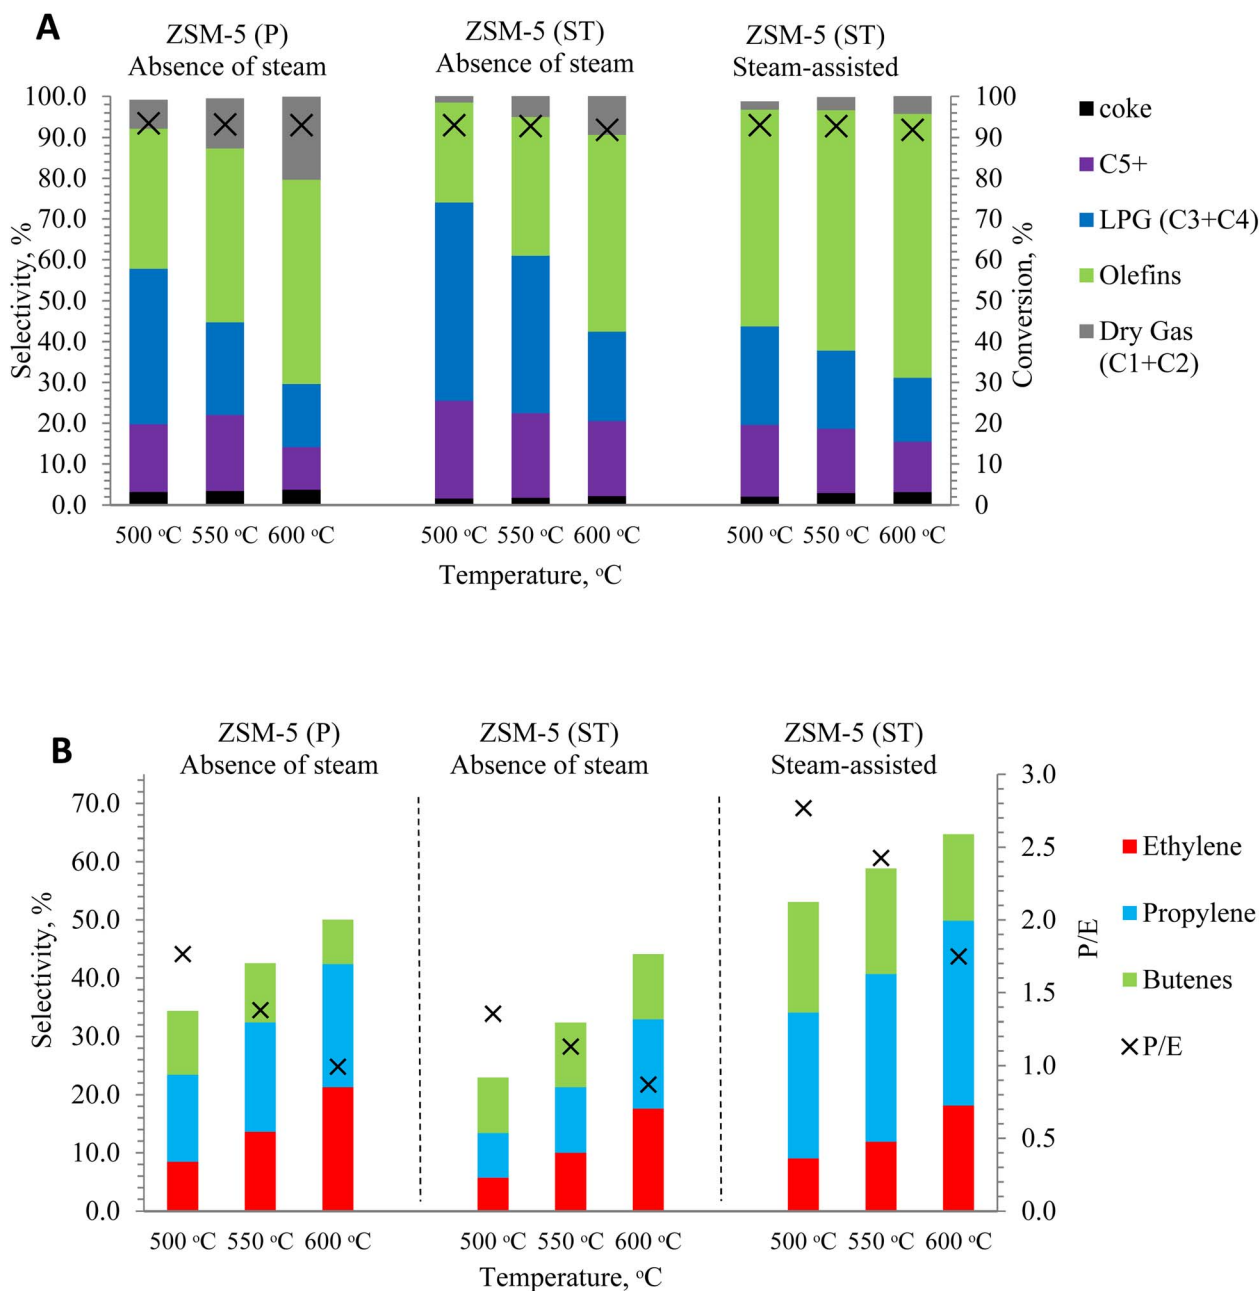 A
ZSM-5 (P)
Absence of steam
ZSM-5 (ST)
Absence of steam
ZSM-5 (ST)
Steam-assisted
Selectivity, %
100.0
90.0
80.0
70.0
60.0
50.0
40.0
30.0
20.0
10.0
0.0
100
90
80
70
60
50
40
30
20
10
0
Conversion, %
coke
C5+
LPG (C3+C4)
Olefins
Dry Gas
(C1+C2)
500 °C 550 °C 600 °C
500 °C 550 °C 600 °C
500 °C 550 °C 600 °C
Temperature, °C
B
ZSM-5 (P)
Absence of steam
ZSM-5 (ST)
Absence of steam
ZSM-5 (ST)
Steam-assisted
Selectivity, %
70.0
60.0
50.0
40.0
30.0
20.0
10.0
0.0
3.0
2.5
2.0
1.5
1.0
0.5
0.0
P/E
Ethylene
Propylene
Butenes
P/E
500 °C 550 °C 600 °C
500 °C 550 °C 600 °C
500 °C 550 °C 600 °C
Temperature, °C